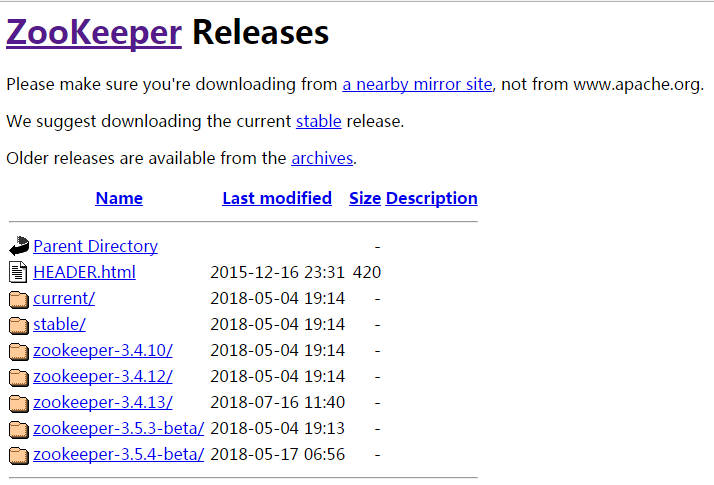 ZooKeeper Releases
Please make sure you're downloading from a nearby mirror site, not from www.apache.org.
We suggest downloading the current stable release.
Older releases are available from the archives.
Name Last modified Size Description
Parent Directory -
HEADER.html 2015-12-16 23:31 420
current/ 2018-05-04 19:14 -
stable/ 2018-05-04 19:14 -
zookeeper-3.4.10/ 2018-05-04 19:14 -
zookeeper-3.4.12/ 2018-05-04 19:14 -
zookeeper-3.4.13/ 2018-07-16 11:40 -
zookeeper-3.5.3-beta/ 2018-05-04 19:13 -
zookeeper-3.5.4-beta/ 2018-05-17 06:56 -